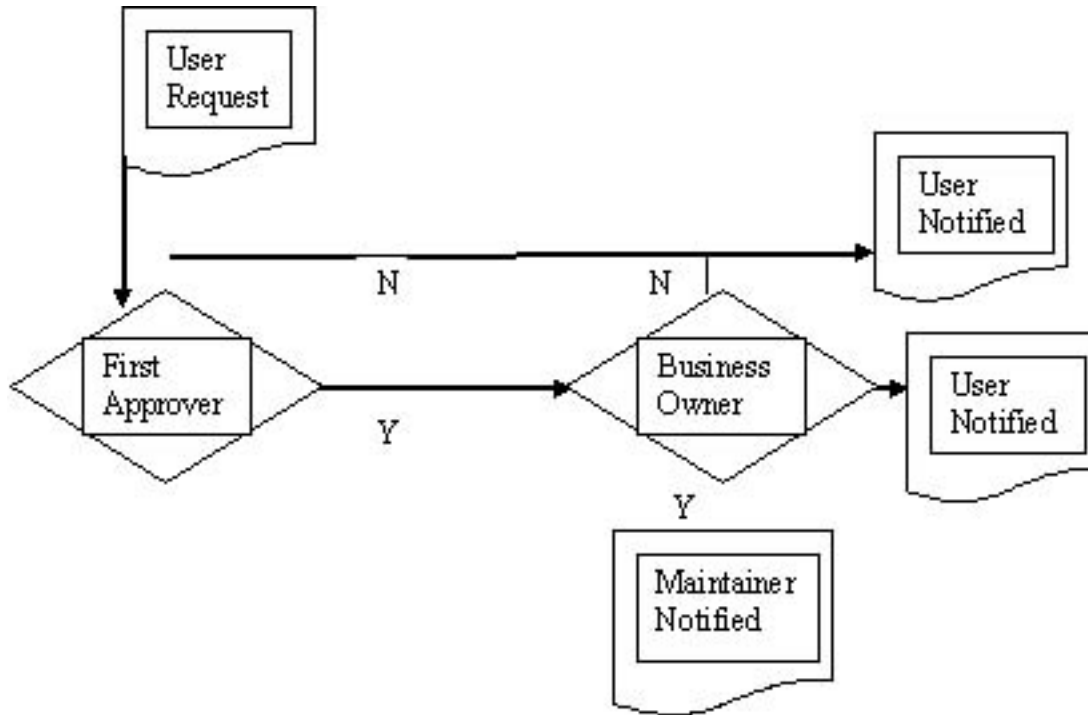 User
Request
User
Notified
N
N
First
Approver
Y
Business
Owner
User
Notified
Y
Maintainer
Notified